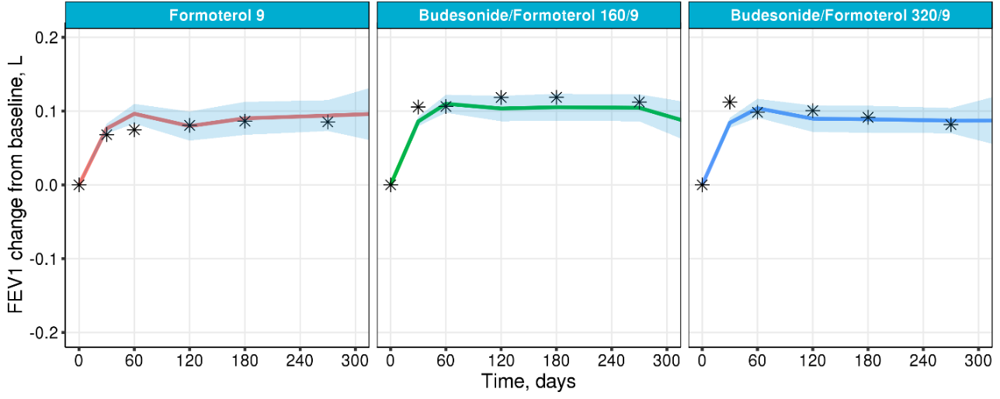 Formoterol 9
Budesonide/Formoterol 160/9
Budesonide/Formoterol 320/9
FEV1 change from baseline, L
0.2
0.1
0.0
-0.1
-0.2
0 60 120 180 240 300
0 60 120 180 240 300
0 60 120 180 240 300
Time, days